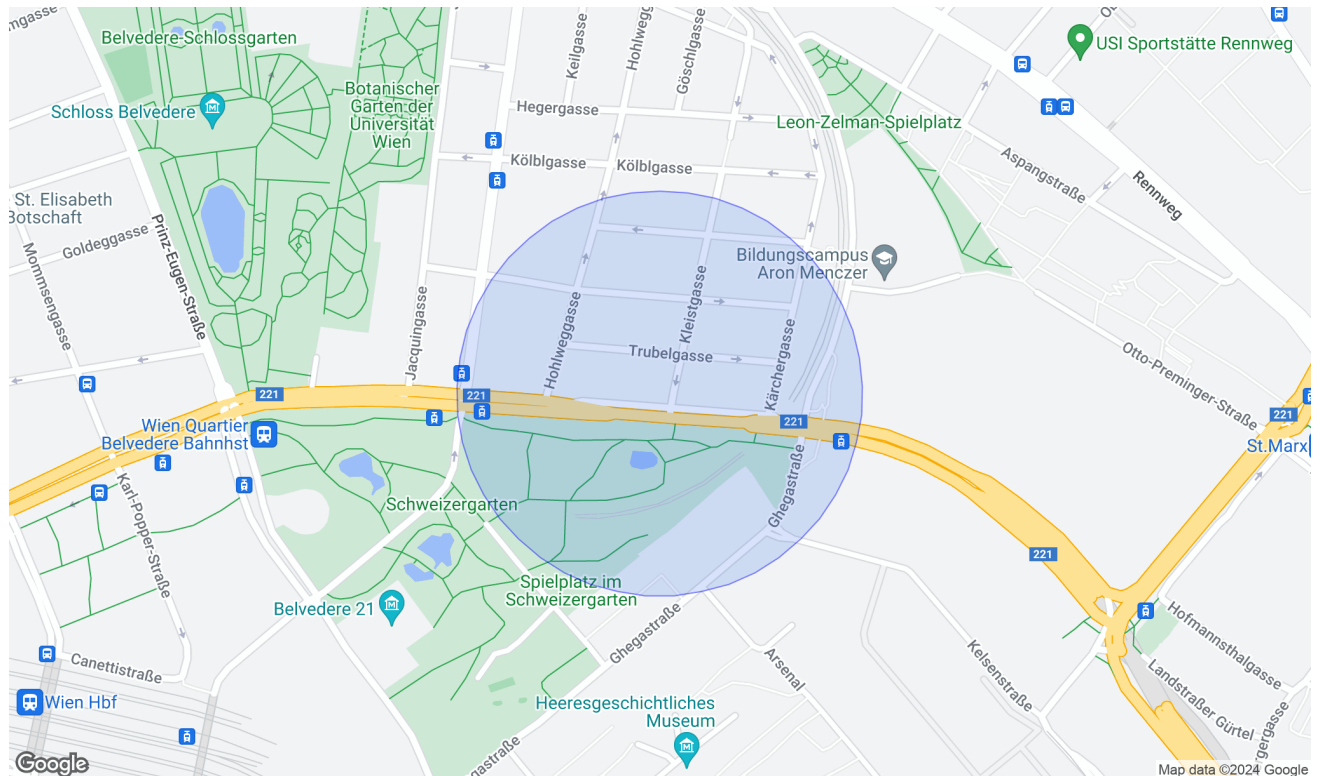 Belvedere-Schlossgarten
Keilgasse
Hohlwegg
Göschlgasse
USI Sportstätte Rennweg
Schloss Belvedere
Botanischer
Garten der
Universität
Wien
Hegergasse
Leon-Zelman-Spielplatz
Kölblgasse
Kölblgasse
Aspangstraße
Rennweg
St. Elisabeth
Botschaft
Goldeggasse
Prinz-Eugen-Straße
Mommsengasse
Jacquingasse
Hohlweggasse
Kleistgasse
Bildungscampus
Aron Menczer
Trubelgasse
Kärchergasse
Otto-Preminger-Straße
221
221
221
221
Wien Quartier
Belvedere Bahnhst
St.Marx
Karl-Popper-Straße
Schweizergarten
Ghegastraße
221
Spielplatz im
Schweizergarten
Belvedere 21
Hofmannsthalgasse
Ghegastraße
Arsenal
Kelsenstraße
Canettistraße
Landstraßer Gürtel
Wien Hbf
Heeresgeschichtliches
Museum
ergergasse
gastraße
Google
Map data ©2024 Google